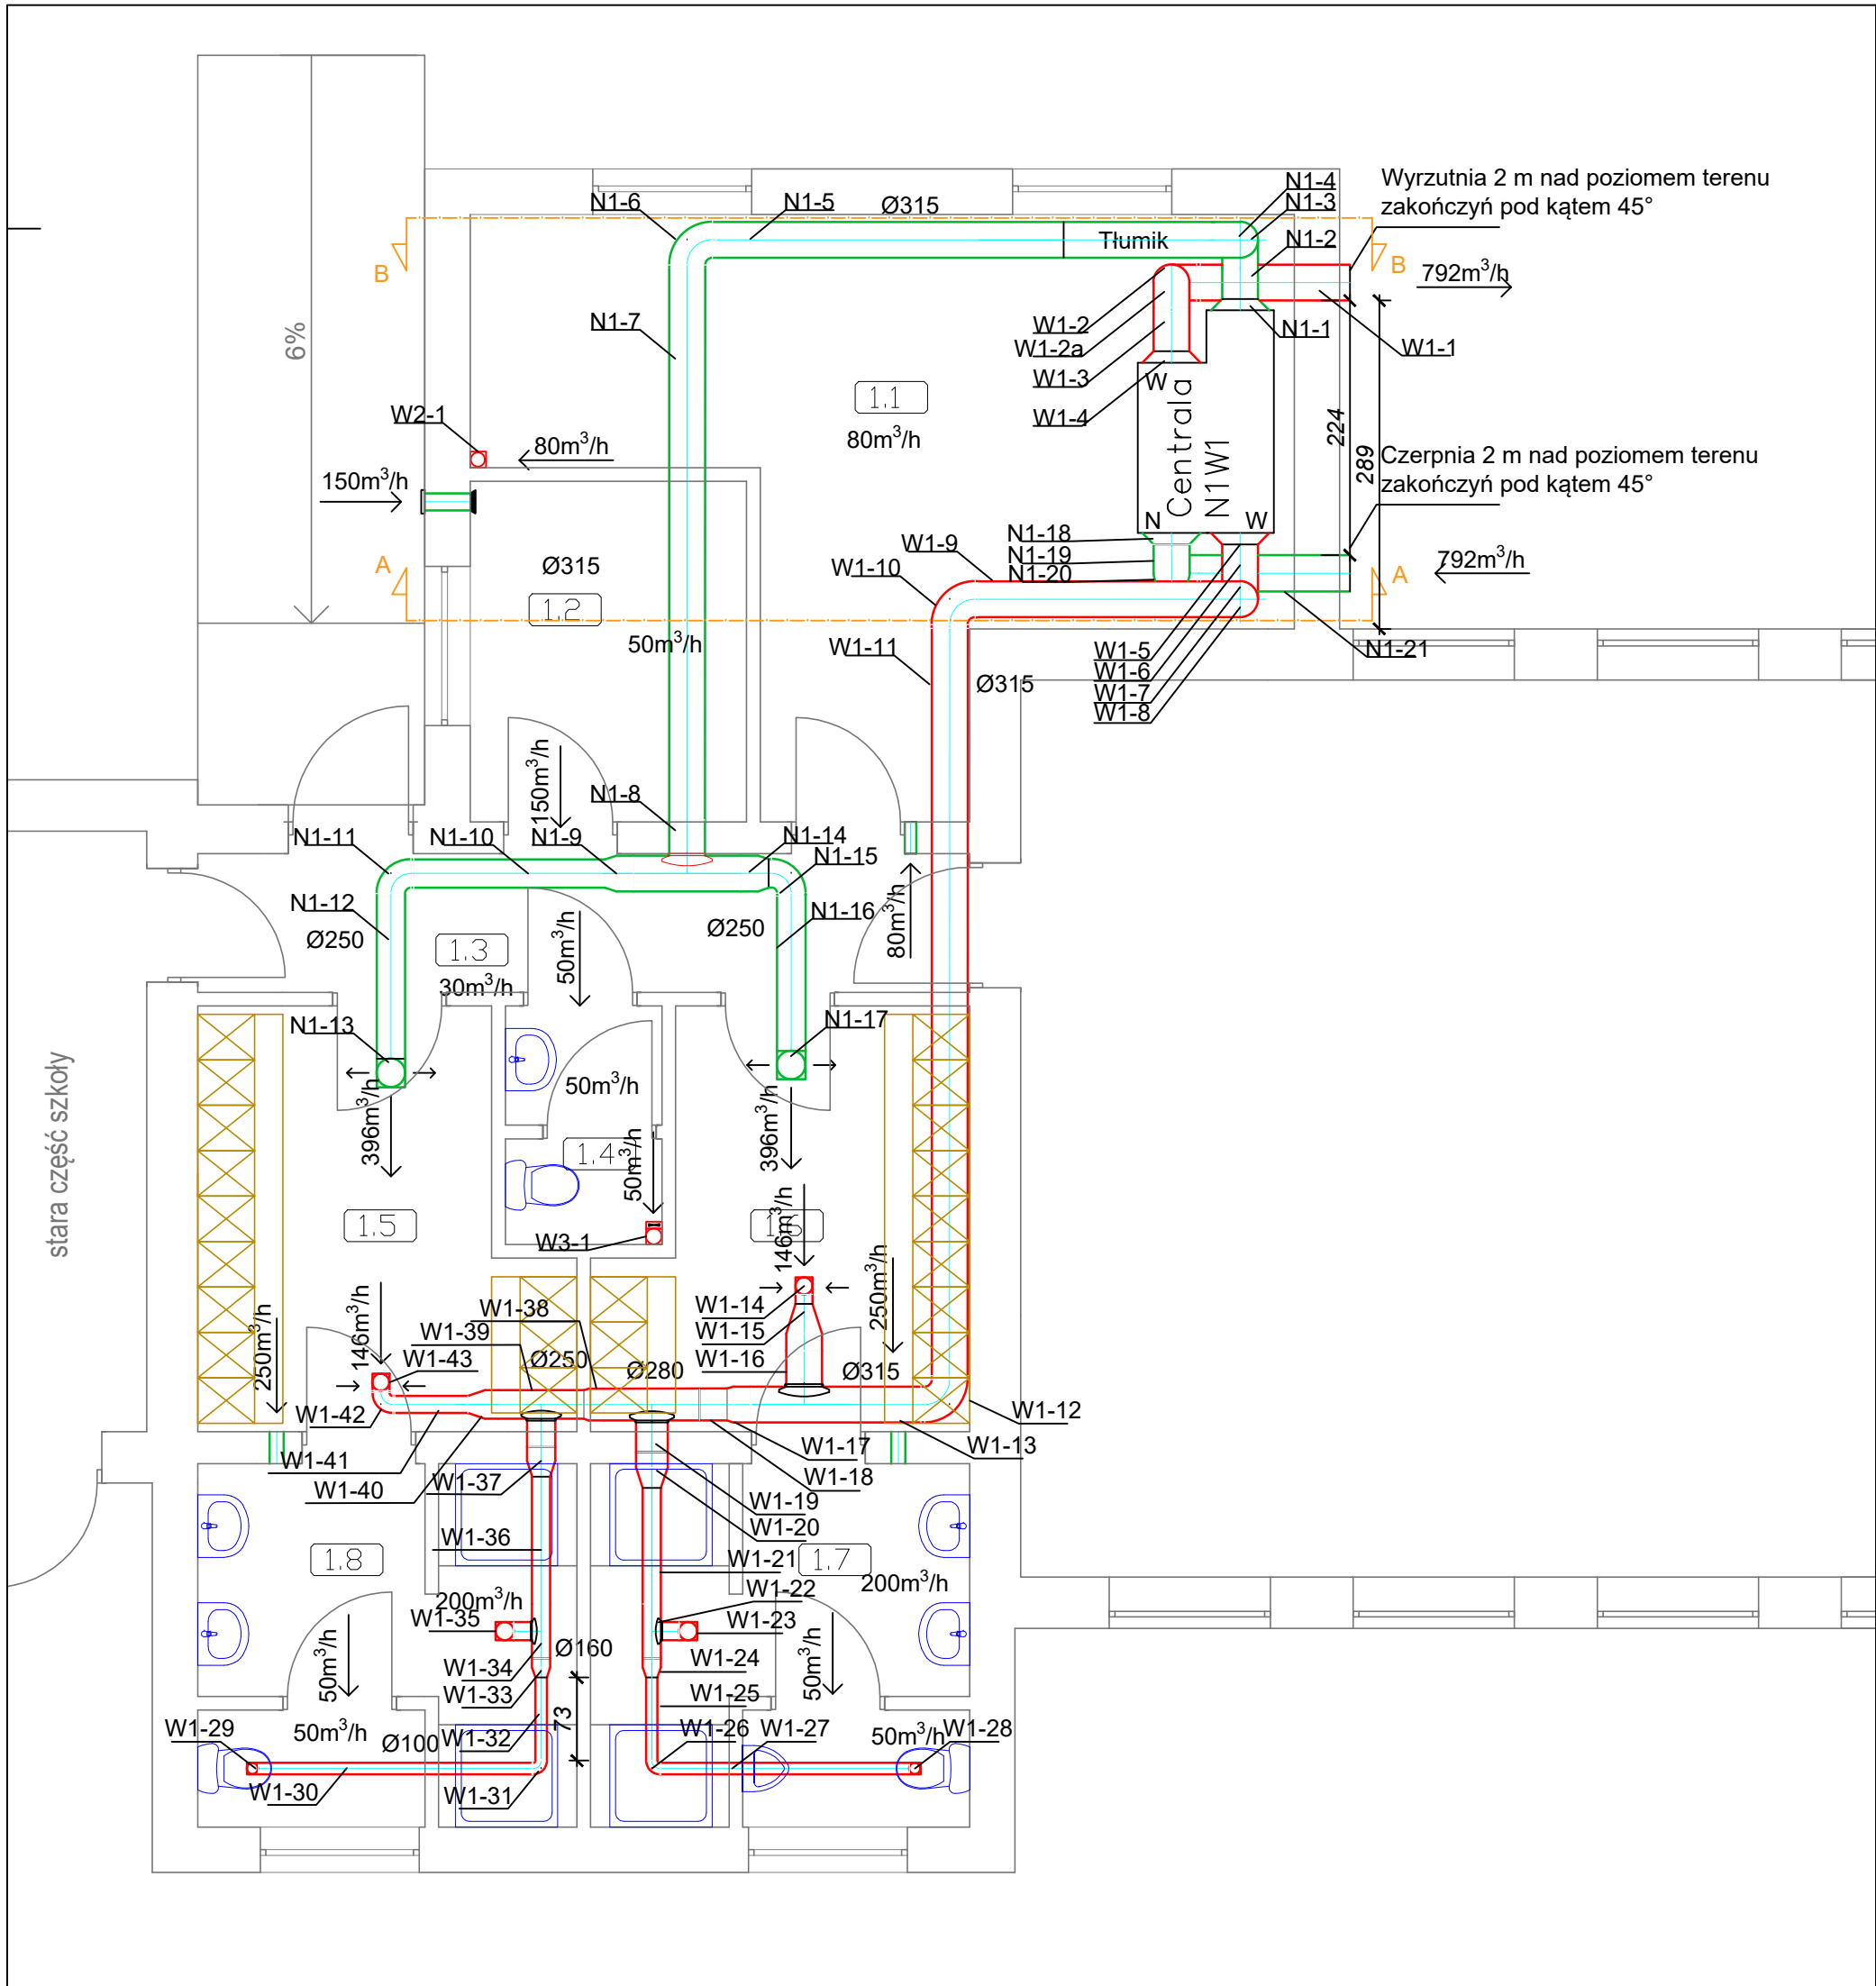 N1-4
N1-6
N1-5
Ø315
N1-3
Wyrzutnia 2 m nad poziomem terenu
zakończyń pod kątem 45°
Tłumik
N1-2
B
B
792m³/h
N1-7
W1-2
N1-1
W1-2a
W1-1
6%
W1-3
W
1.1
W2-1
W1-4
80m³/h
80m³/h
Centrala
N1W1
224
289
Czerpnia 2 m nad poziomem terenu
zakończyń pod kątem 45°
150m³/h
N
W
N1-18
W1-9
N1-19
792m³/h
A
Ø315
W1-10
N1-20
A
1.2
50m³/h
W1-11
W1-5
N1-21
W1-6
Ø315
W1-7
W1-8
150m³/h
N1-8
N1-11
N1-10
N1-9
N1-14
N1-15
N1-12
N1-16
80m³/h
Ø250
50m³/h
Ø250
1.3
30m³/h
N1-13
N1-17
50m³/h
396m³/h
396m³/h
1.4
50m³/h
stara część szkoły
1.5
1.6
146m³/h
W3-1
250m³/h
146m³/h
W1-38
W1-14
W1-39
W1-15
250m³/h
W1-43
Ø250
W1-16
Ø280
Ø315
W1-42
W1-12
W1-17
W1-13
W1-41
W1-18
W1-40
W1-37
W1-19
W1-20
W1-36
W1-21
1.8
1.7
200m³/h
W1-22
200m³/h
W1-35
W1-23
50m³/h
Ø160
50m³/h
W1-34
W1-24
W1-33
W1-25
73
W1-29
50m³/h
Ø100
W1-32
W1-26
W1-27
50m³/h
W1-28
W1-30
W1-31